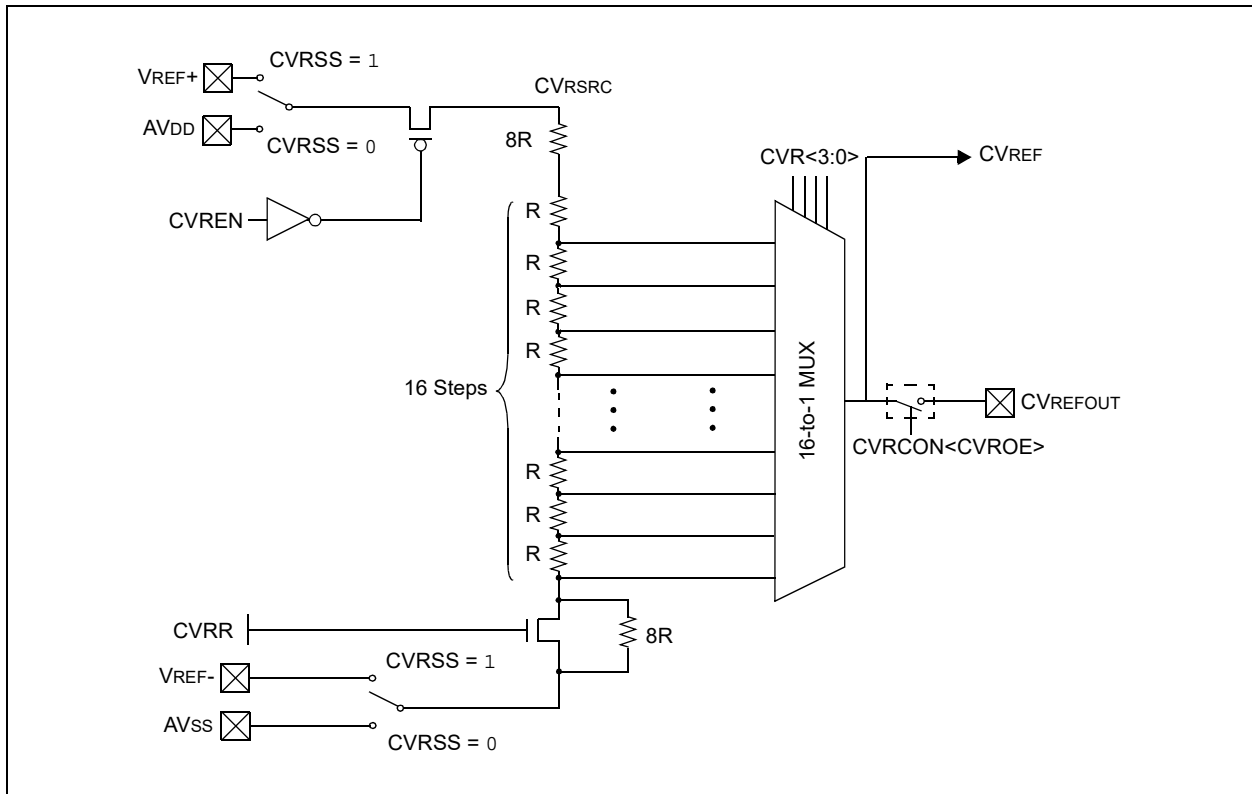 CVRSS = 1
VREF+
CVRSRC
AVDD
8R
CVRSS = 0
CVR<3:0>
CVREF
CVREN
R
R
R
R
16 Steps
16-to-1 MUX
CVREFOUT
CVRCON<CVROE>
R
R
R
CVRR
8R
CVRSS = 1
VREF-
AVSS
CVRSS = 0